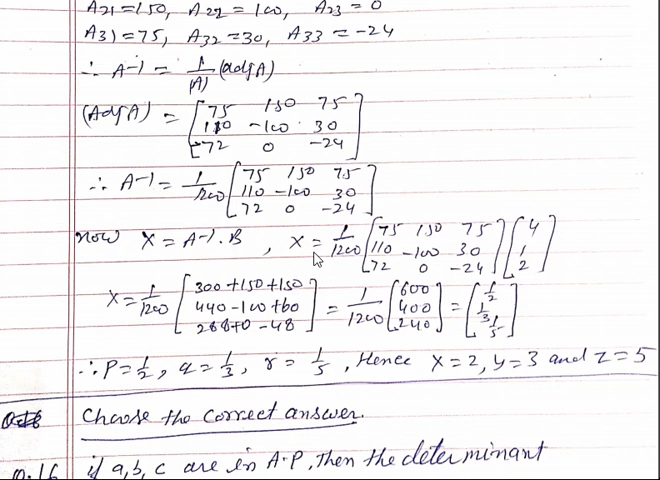 A21 = 150, A22 = 100, A23 = 0
A31 = 75, A32 = 30, A33 = -24
∴ A-1 = 1/|A| (adjA)
(AdjA) = [75 150 75
110 -100 30
72 0 -24]
∴ A-1 = 1/1200 [75 150 75
110 -100 30
72 0 -24]
now X = A-1.B, X = 1/1200 [75 150 75
110 -100 30
72 0 -24] [4
1
2]
X = 1/1200 [300+150+150
440-100+60
288+0-48] = 1/1200 [600
400
240] = [1/2
1/3
1/5]
∴ P = 1/2, q = 1/3, r = 1/5, Hence x=2, y=3 and z=5
Choose the correct answer.
Q.16 if a,b,c are in A.P, then the determinant